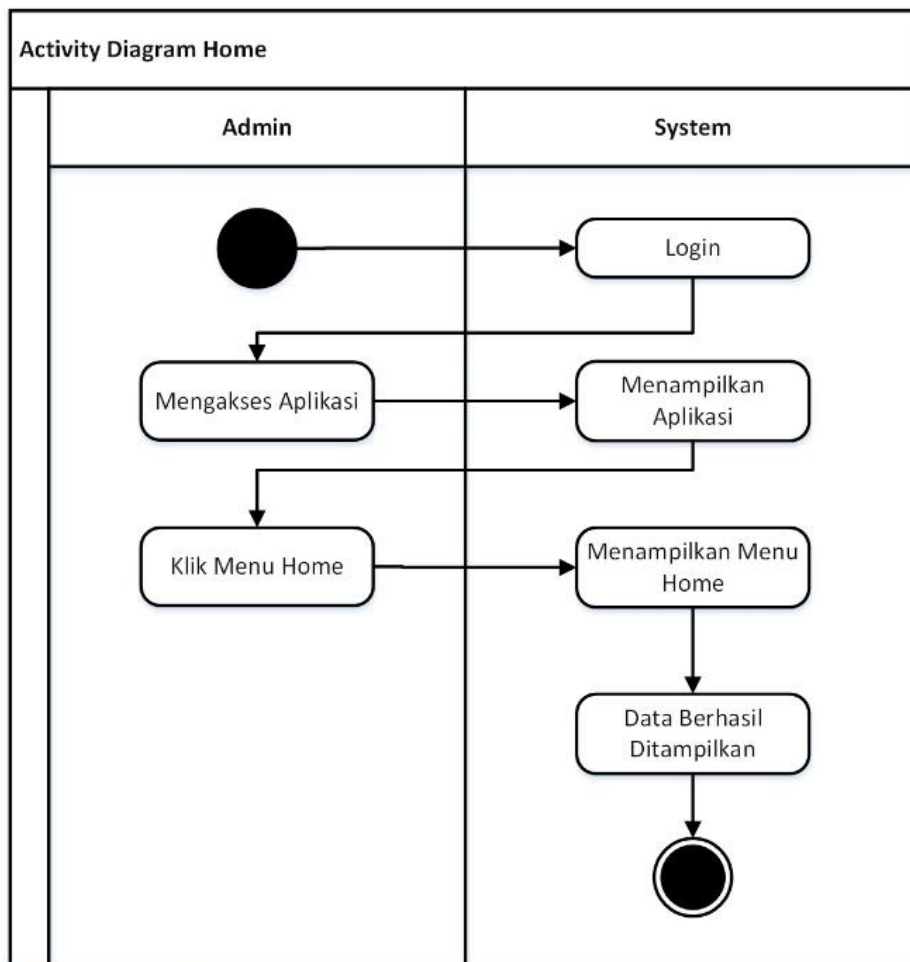 Activity Diagram Home
Admin
System
Login
Mengakses Aplikasi
Menampilkan
Aplikasi
Klik Menu Home
Menampilkan Menu
Home
Data Berhasil
Ditampilkan